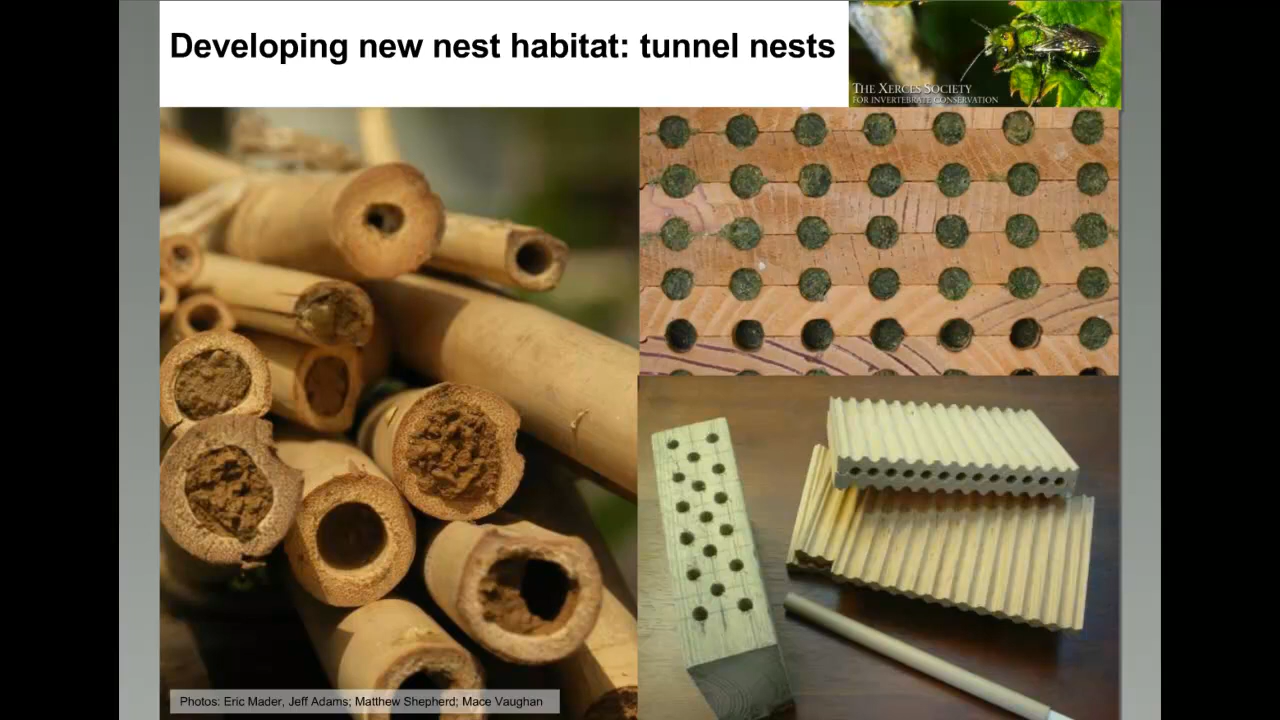 Developing new nest habitat: tunnel nests
THE XERCES SOCIETY
FOR INVERTEBRATE CONSERVATION
Photos: Eric Mader, Jeff Adams; Matthew Shepherd; Mace Vaughan